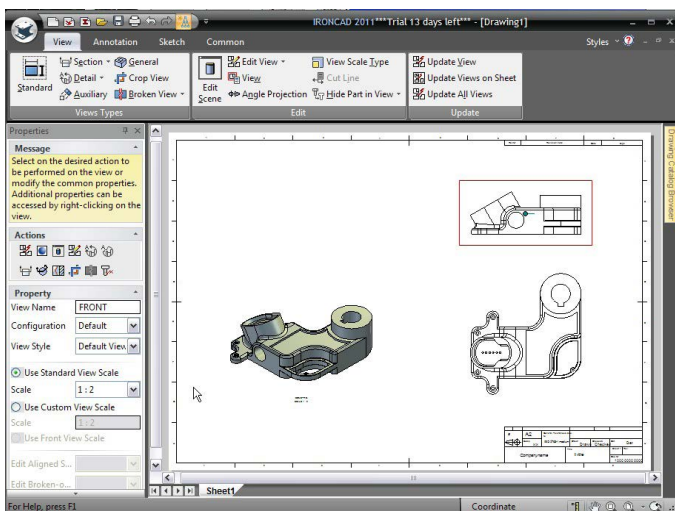 IRONCAD 2011***Trial 13 days left*** - [Drawing1]
View Annotation Sketch Common Styles
Standard Section General Detail Crop View Auxiliary Broken View
Views Types
Edit Scene Edit View View Angle Projection View Scale Type Cut Line Hide Part in View
Edit
Update View
Update Views on Sheet
Update All Views
Update
Properties
Message
Select on the desired action to
be performed on the view or
modify the common properties.
Additional properties can be
accessed by right-clicking on the
view.
Actions
Property
View Name FRONT
Configuration Default
View Style Default View
Use Standard View Scale
Scale 1 : 2
Use Custom View Scale
Scale 1 : 2
Use Front View Scale
Edit Aligned S...
Edit Broken-o...
Drawing Catalog Browser
A2
Companyname
Sheet1
For Help, press F1
Coordinate